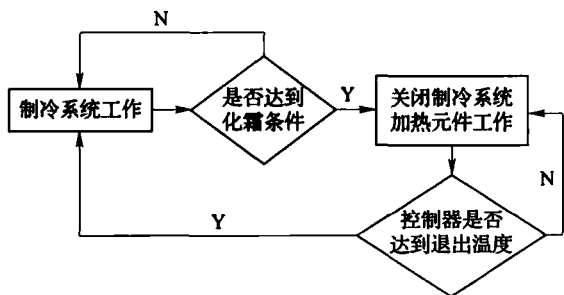 N
制冷系统工作
是否达到
化霜条件
Y
关闭制冷系统
加热元件工作
N
控制器是否
达到退出温度
Y